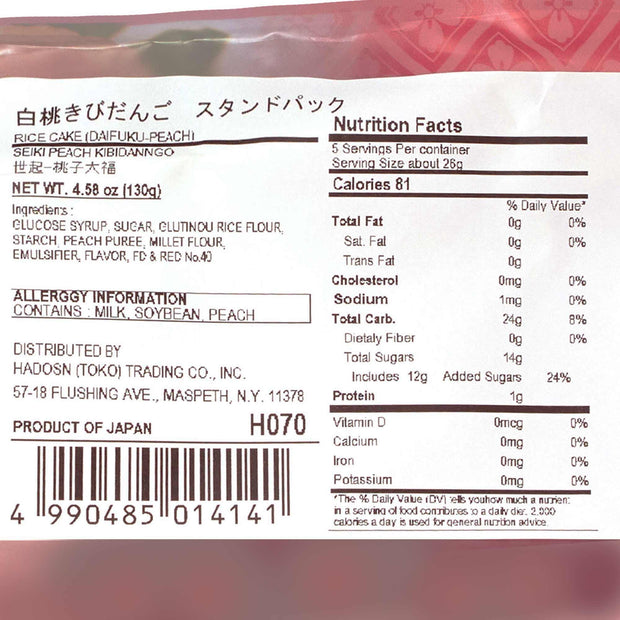 白桃きびだんご スタンドパック
RICE CAKE (DAIFUKU-PEACH)
SEIKI PEACH KIBIDANNGO
世起-桃子大福
NET WT. 4.58 oz (130g)
Ingredients :
GLUCOSE SYRUP, SUGAR, GLUTINOU RICE FLOUR,
STARCH, PEACH PUREE, MILLET FLOUR,
EMULSIFIER, FLAVOR, FD & RED No.40
ALLERGGY INFORMATION
CONTAINS : MILK, SOYBEAN, PEACH
DISTRIBUTED BY
HADOSN (TOKO) TRADING CO., INC.
57-18 FLUSHING AVE., MASPETH, N.Y. 11378
PRODUCT OF JAPAN H070
4 990485 014141
Nutrition Facts
5 Servings Per container
Serving Size about 26g
Calories 81
% Daily Value*
Total Fat 0g 0%
Sat. Fat 0g 0%
Trans Fat 0g
Cholesterol 0mg 0%
Sodium 1mg 0%
Total Carb. 24g 8%
Dietaly Fiber 0g 0%
Total Sugars 14g
Includes 12g Added Sugars 24%
Protein 1g
Vitamin D 0mcg 0%
Calcium 0mg 0%
Iron 0mg 0%
Potassium 0mg 0%
*The % Daily Value (DV) tells youhow much a nutrient
in a serving of food contributes to a daily diet. 2,000
calories a day is used for general nutrition advice.